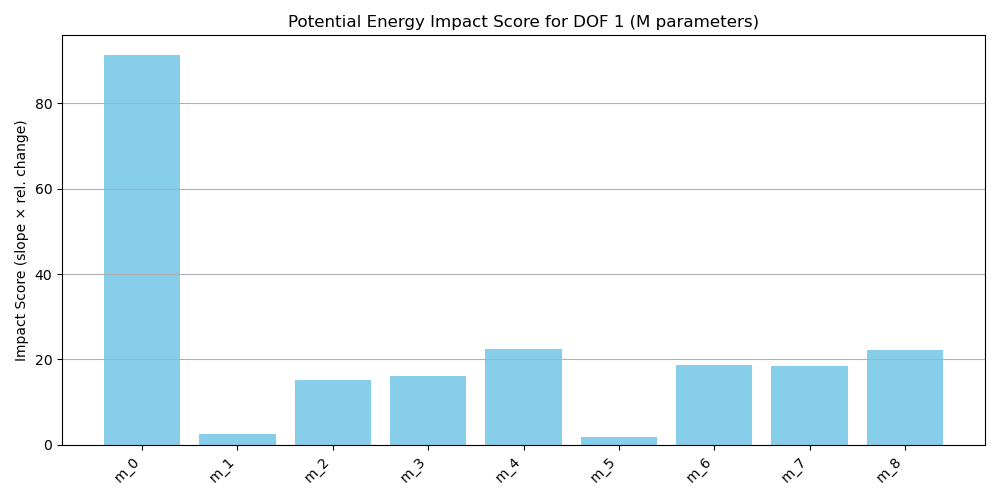 Potential Energy Impact Score for DOF 1 (M parameters)
Impact Score (slope × rel. change)
80
60
40
20
0
m_0
m_1
m_2
m_3
m_4
m_5
m_6
m_7
m_8